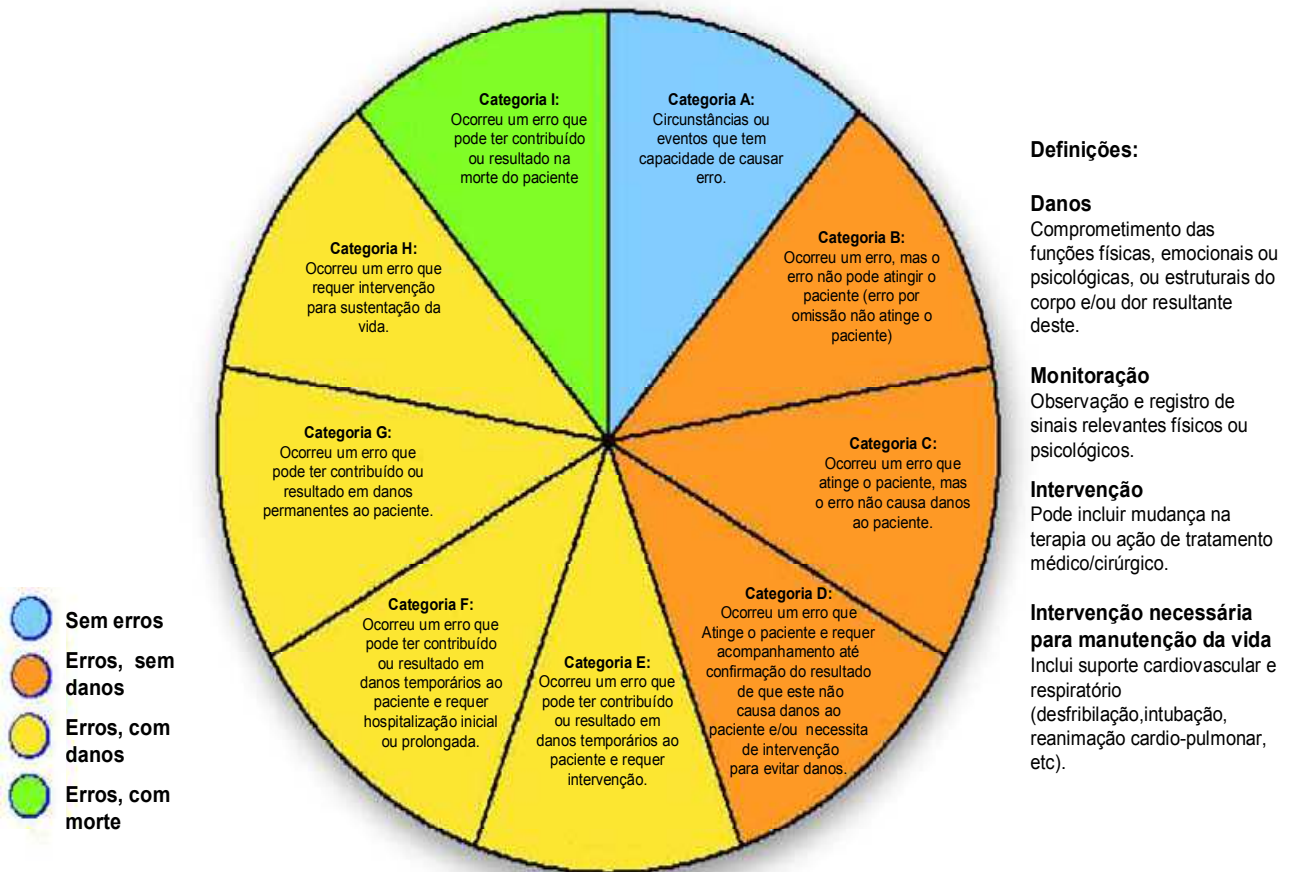 Categoria I:
Ocorreu um erro que
pode ter contribuído
ou resultado na
morte do paciente
Categoria A:
Circunstâncias ou
eventos que tem
capacidade de causar
erro.
Categoria B:
Ocorreu um erro, mas o
erro não pode atingir o
paciente (erro por
omissão não atinge o
paciente)
Categoria C:
Ocorreu um erro que
atinge o paciente, mas
o erro não causa danos
ao paciente.
Categoria D:
Ocorreu um erro que
Atinge o paciente e requer
acompanhamento até
confirmação do resultado
de que este não
causa danos ao
paciente e/ou necessita
de intervenção
para evitar danos.
Categoria E:
Ocorreu um erro que
pode ter contribuído
ou resultado em
danos temporários ao
paciente e requer
intervenção.
Categoria F:
Ocorreu um erro que
pode ter contribuído
ou resultado em
danos temporários ao
paciente e requer
hospitalização inicial
ou prolongada.
Categoria G:
Ocorreu um erro que
pode ter contribuído ou
resultado em danos
permanentes ao paciente.
Categoria H:
Ocorreu um erro que
requer intervenção
para sustentação da
vida.
Sem erros
Erros, sem
danos
Erros, com
danos
Erros, com
morte
Definições:
Danos
Comprometimento das
funções físicas, emocionais ou
psicológicas, ou estruturais do
corpo e/ou dor resultante
deste.
Monitoração
Observação e registro de
sinais relevantes físicos ou
psicológicos.
Intervenção
Pode incluir mudança na
terapia ou ação de tratamento
médico/cirúrgico.
Intervenção necessária
para manutenção da vida
Inclui suporte cardiovascular e
respiratório
(desfribilação,intubação,
reanimação cardio-pulmonar,
etc).